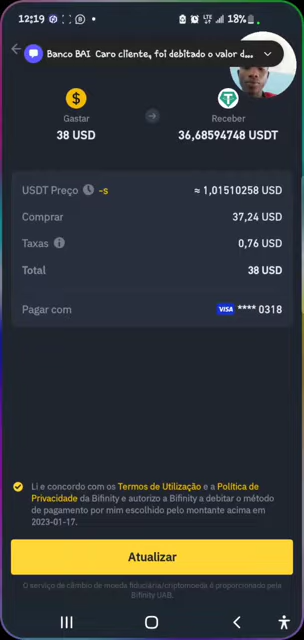 12:19 18%
Banco BAI Caro cliente, foi debitado o valor d...
Gastar Receber
38 USD 36,68594748 USDT
USDT Preço -s ≈ 1,01510258 USD
Comprar 37,24 USD
Taxas 0,76 USD
Total 38 USD
Pagar com VISA **** 0318
Li e concordo com os Termos de Utilização e a Política de
Privacidade da Bifinity e autorizo a Bifinity a debitar o método
de pagamento por mim escolhido pelo montante acima em
2023-01-17.
Atualizar
O serviço de câmbio de moeda fiduciária/criptomoeda é proporcionado pela
Bifinity UAB.